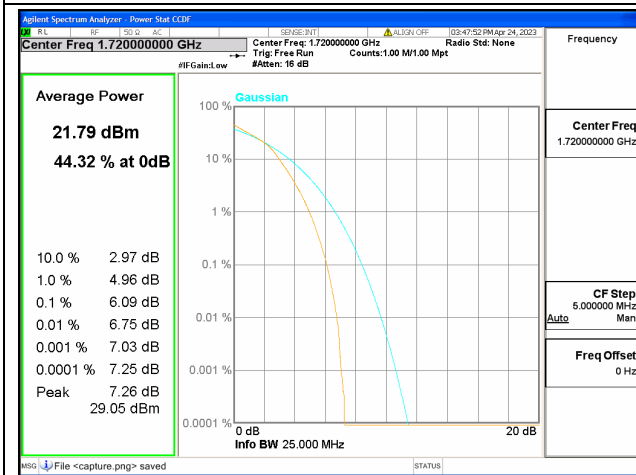 Agilent Spectrum Analyzer - Power Stat CCDF
LXI RL RF 50 Ω AC SENSE:INT ALIGN OFF 03:47:52 PM Apr 24, 2023
Center Freq 1.720000000 GHz
Center Freq: 1.720000000 GHz Radio Std: None
Trig: Free Run Counts:1.00 M/1.00 Mpt
#IFGain:Low #Atten: 16 dB
Frequency
Average Power
21.79 dBm
44.32 % at 0dB
10.0 % 2.97 dB
1.0 % 4.96 dB
0.1 % 6.09 dB
0.01 % 6.75 dB
0.001 % 7.03 dB
0.0001 % 7.25 dB
Peak 7.26 dB
29.05 dBm
Gaussian
100 %
10 %
1 %
0.1 %
0.01 %
0.001 %
0.0001 %
0 dB 20 dB
Info BW 25.000 MHz
Center Freq
1.720000000 GHz
CF Step
5.000000 MHz
Auto Man
Freq Offset
0 Hz
MSG File <capture.png> saved STATUS